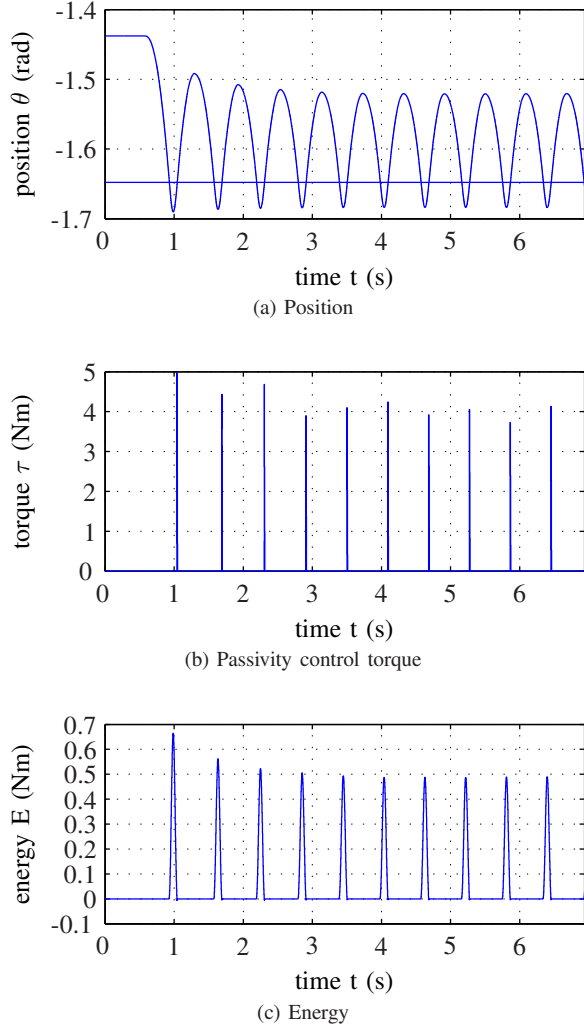 -1.4
-1.5
-1.6
-1.7
position θ (rad)
0 1 2 3 4 5 6
time t (s)
(a) Position
5
4
3
2
1
0
torque τ (Nm)
0 1 2 3 4 5 6
time t (s)
(b) Passivity control torque
0.7
0.6
0.5
0.4
0.3
0.2
0.1
0
-0.1
energy E (Nm)
0 1 2 3 4 5 6
time t (s)
(c) Energy